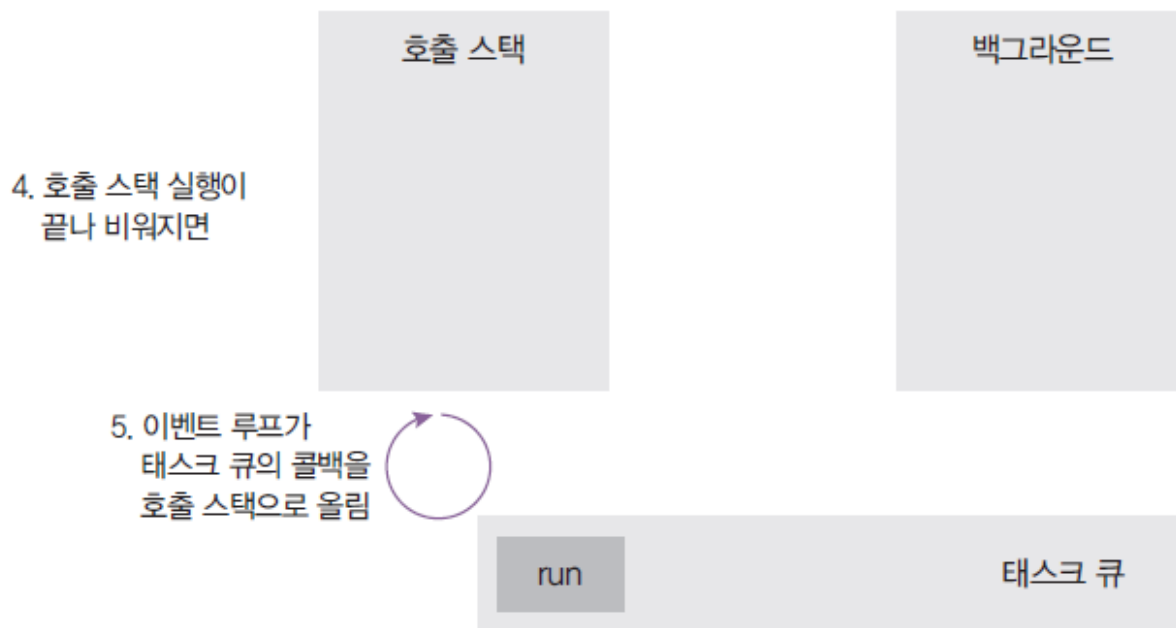 호출 스택
백그라운드
4. 호출 스택 실행이
끝나 비워지면
5. 이벤트 루프가
태스크 큐의 콜백을
호출 스택으로 올림
run
태스크 큐